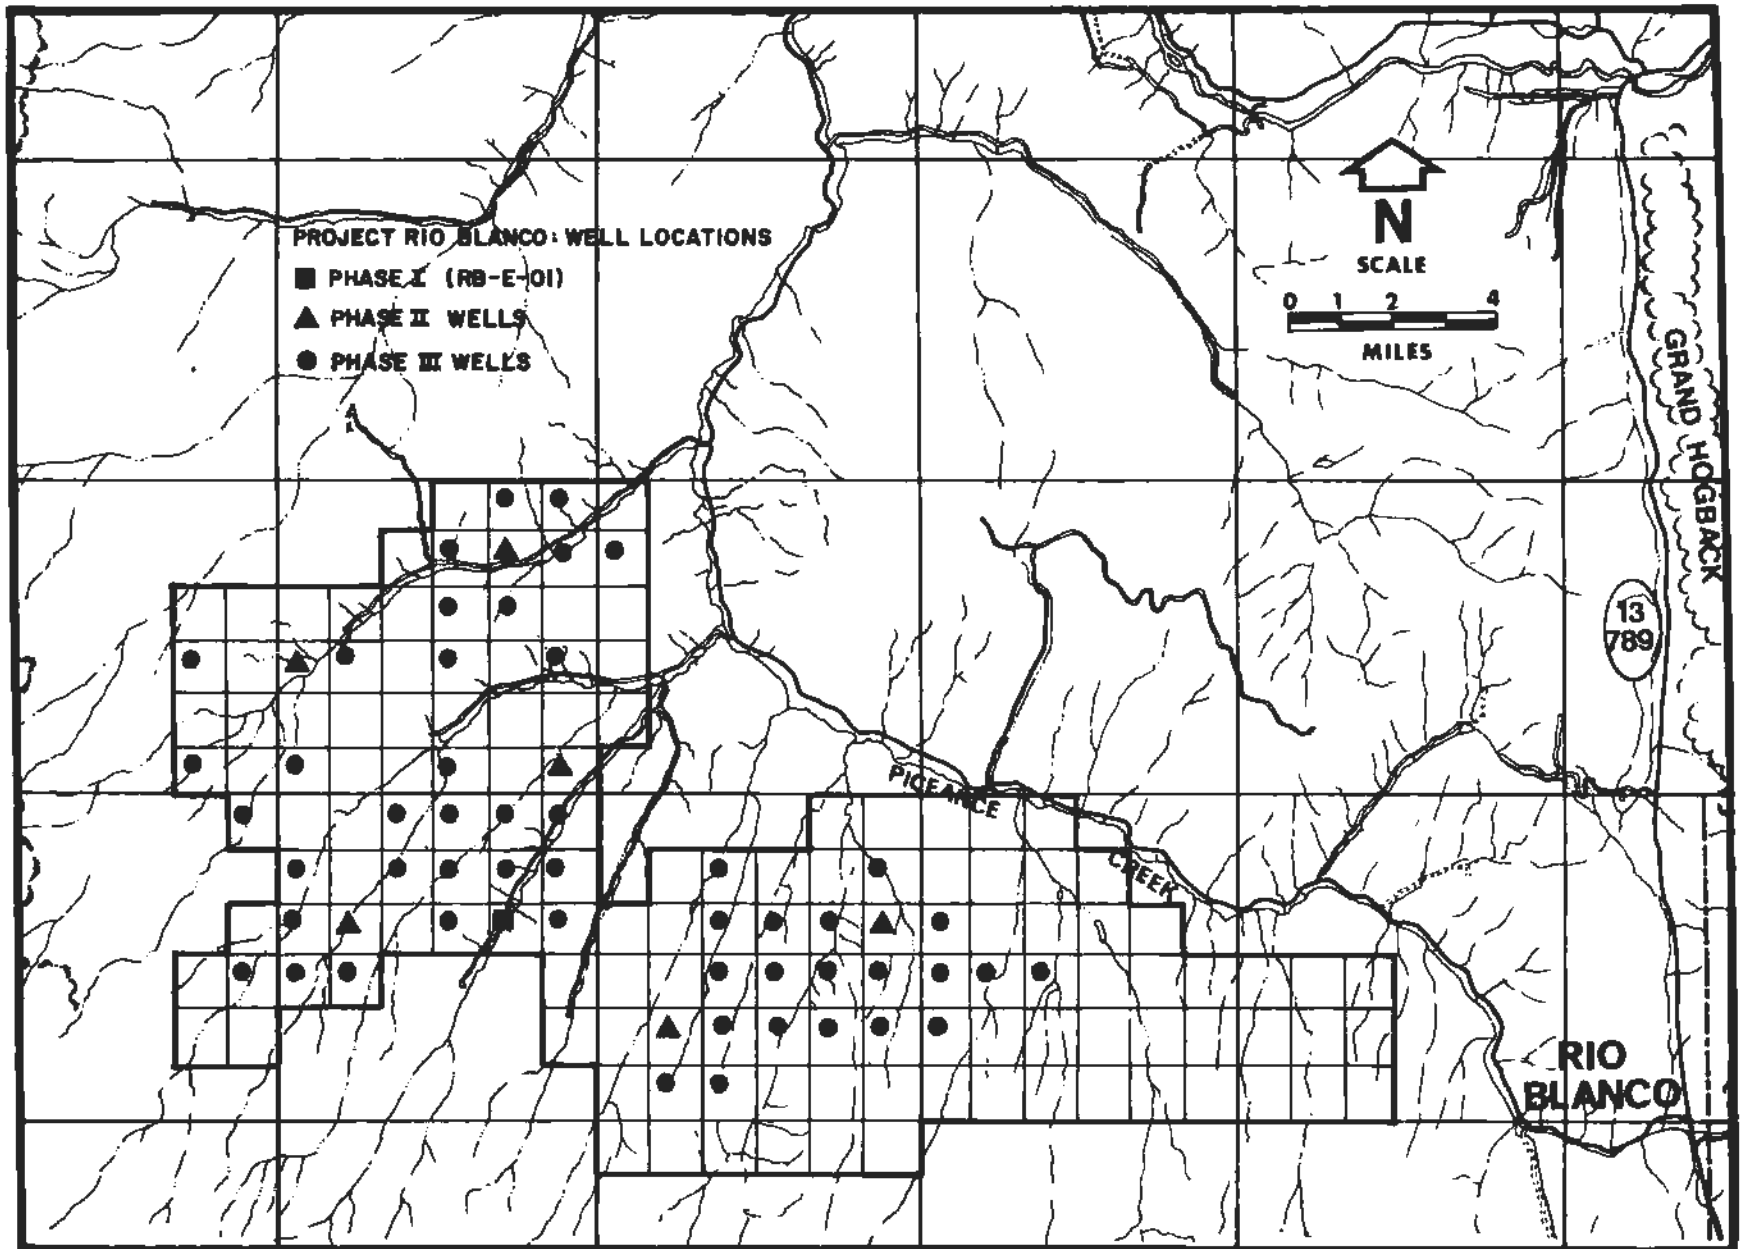 PROJECT RIO BLANCO: WELL LOCATIONS
PHASE I (RB-E-01)
PHASE II WELLS
PHASE III WELLS
N
SCALE
0 1 2 4
MILES
GRAND HOGBACK
13
789
PICEANCE
CREEK
RIO
BLANCO